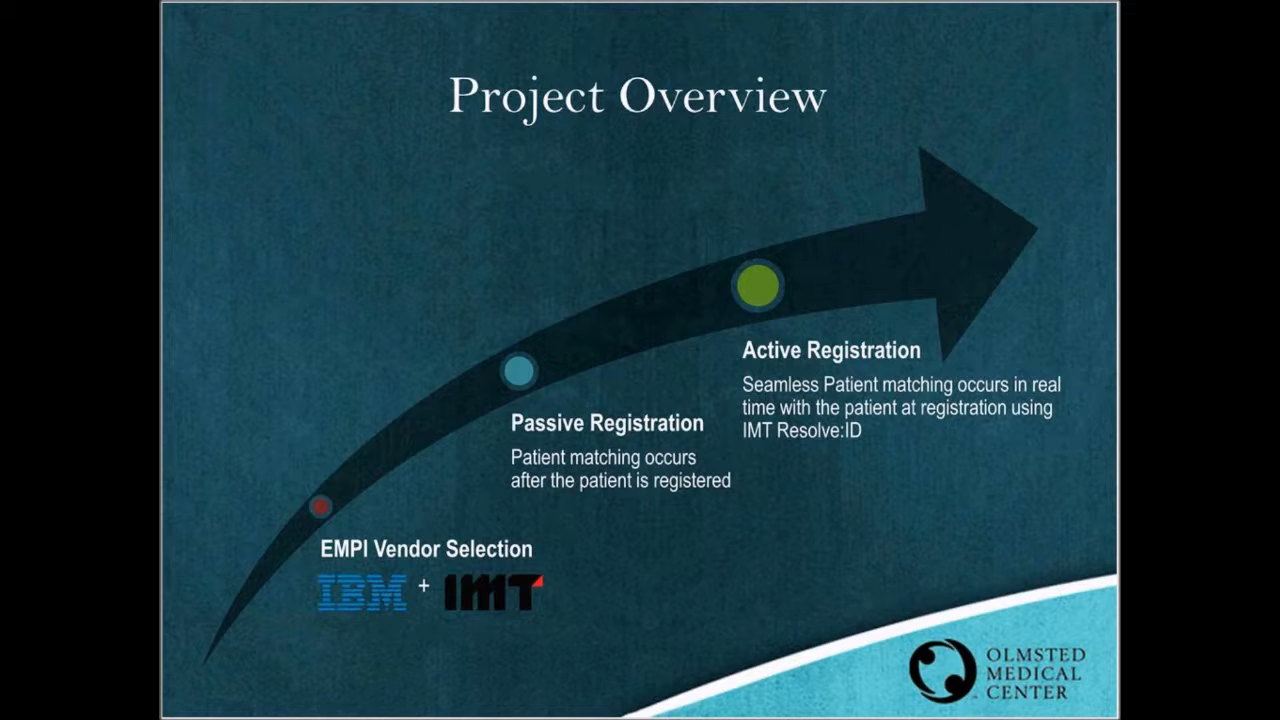 Project Overview
Active Registration
Seamless Patient matching occurs in real
time with the patient at registration using
IMT Resolve:ID
Passive Registration
Patient matching occurs
after the patient is registered
EMPI Vendor Selection
IBM + IMT
OLMSTED
MEDICAL
CENTER